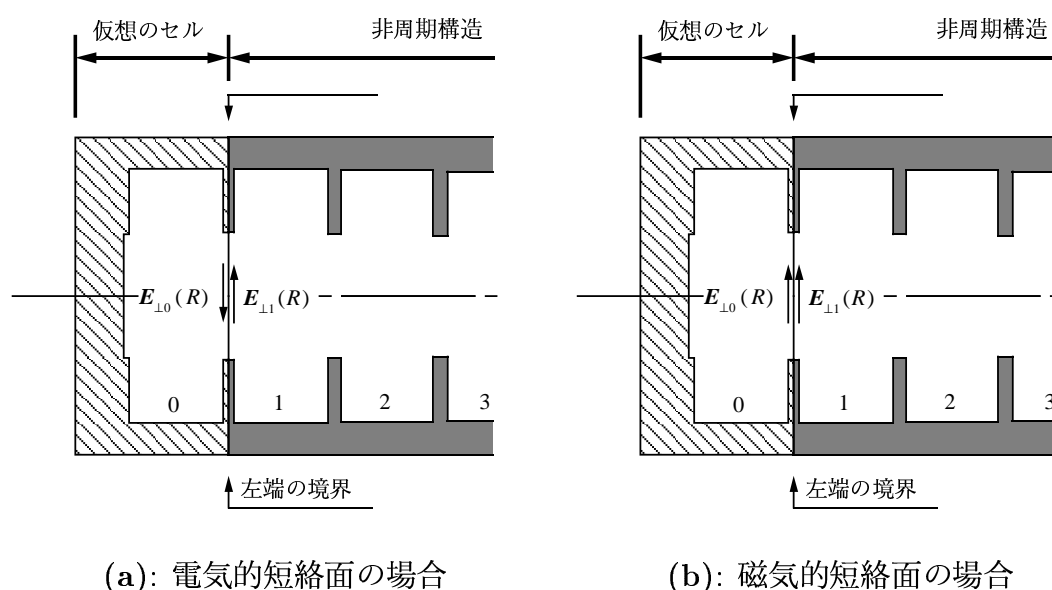 仮想のセル 非周期構造
E⊥0(R) E⊥1(R)
0 1 2 3
左端の境界
(a): 電気的短絡面の場合
仮想のセル 非周期構造
E⊥0(R) E⊥1(R)
0 1 2 3
左端の境界
(b): 磁気的短絡面の場合